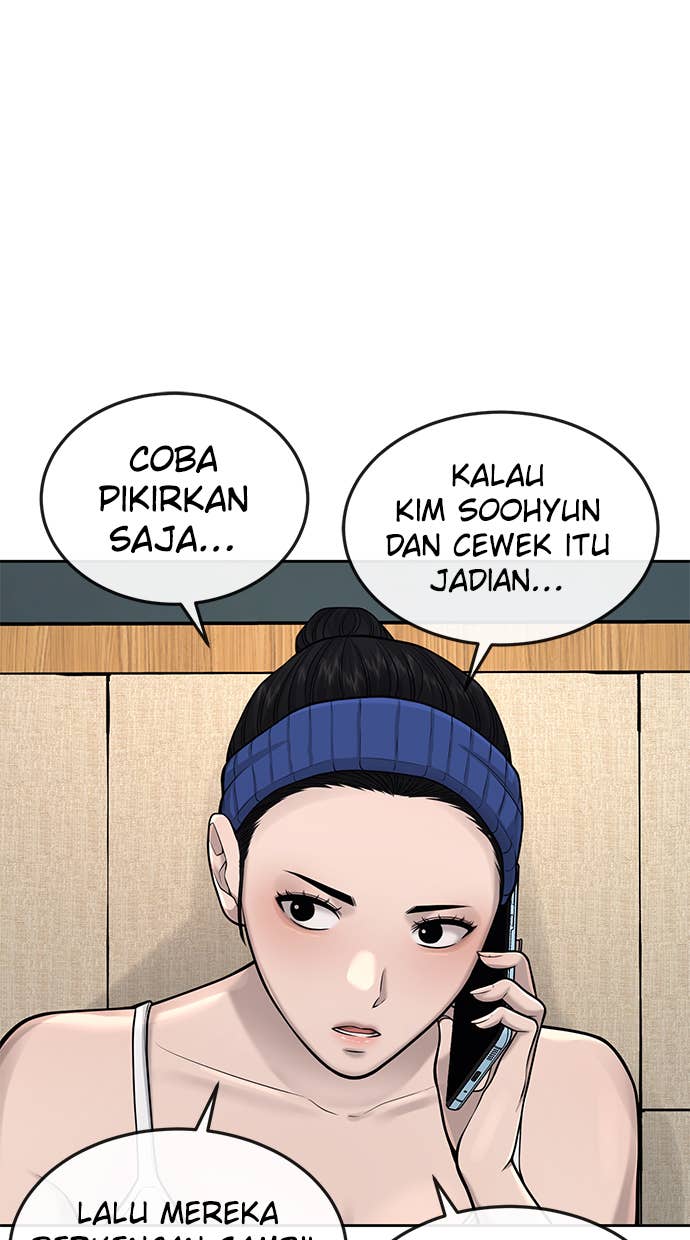 COBA
PIKIRKAN
SAJA...
KALAU
KIM SOOHYUN
DAN CEWEK ITU
JADIAN...
LALU MEREKA